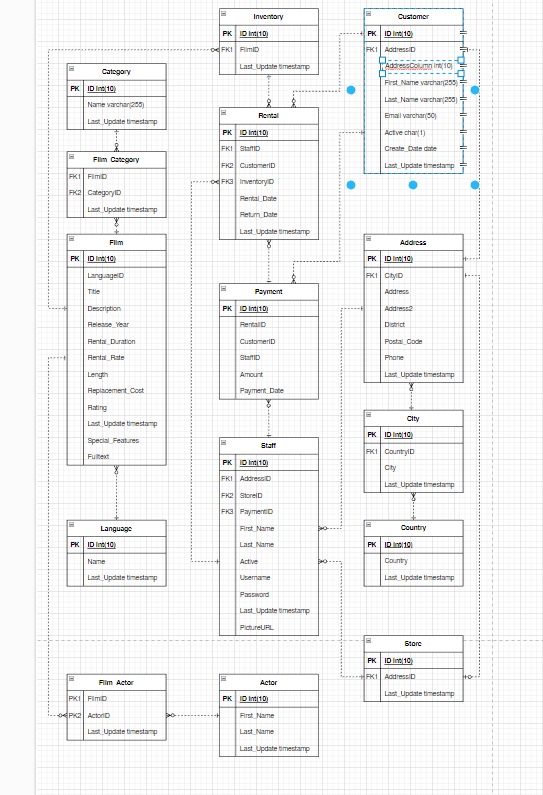 Inventory
PK ID Int(10)
FK1 FilmID
Last_Update timestamp
Customer
PK ID Int(10)
FK1 AddressID
AddressColumn int(10)
First_Name varchar(255)
Last_Name varchar(255)
Email varchar(50)
Active char(1)
Create_Date date
Last_Update timestamp
Category
PK ID Int(10)
Name varchar(255)
Last_Update timestamp
Rental
PK ID Int(10)
FK1 StaffID
FK2 CustomerID
FK3 InventoryID
Rental_Date
Return_Date
Last_Update timestamp
Film Category
FK1 FilmID
FK2 CategoryID
Last_Update timestamp
Film
PK ID Int(10)
LanguageID
Title
Description
Release_Year
Rental_Duration
Rental_Rate
Length
Replacement_Cost
Rating
Last_Update timestamp
Special_Features
Fulltext
Address
PK ID Int(10)
FK1 CityID
Address
Address2
District
Postal_Code
Phone
Last_Update timestamp
Payment
PK ID Int(10)
RentalID
CustomerID
StaffID
Amount
Payment_Date
City
PK ID Int(10)
FK1 CountryID
City
Last_Update timestamp
Staff
PK ID Int(10)
FK1 AddressID
FK2 StoreID
FK3 PaymentID
First_Name
Last_Name
Active
Username
Password
Last_Update timestamp
PictureURL
Language
PK ID Int(10)
Name
Last_Update timestamp
Country
PK ID Int(10)
Country
Last_Update timestamp
Store
PK ID Int(10)
FK1 AddressID
Last_Update timestamp
Film Actor
PK1 FilmID
PK2 ActorID
Last_Update timestamp
Actor
PK ID Int(10)
First_Name
Last_Name
Last_Update timestamp